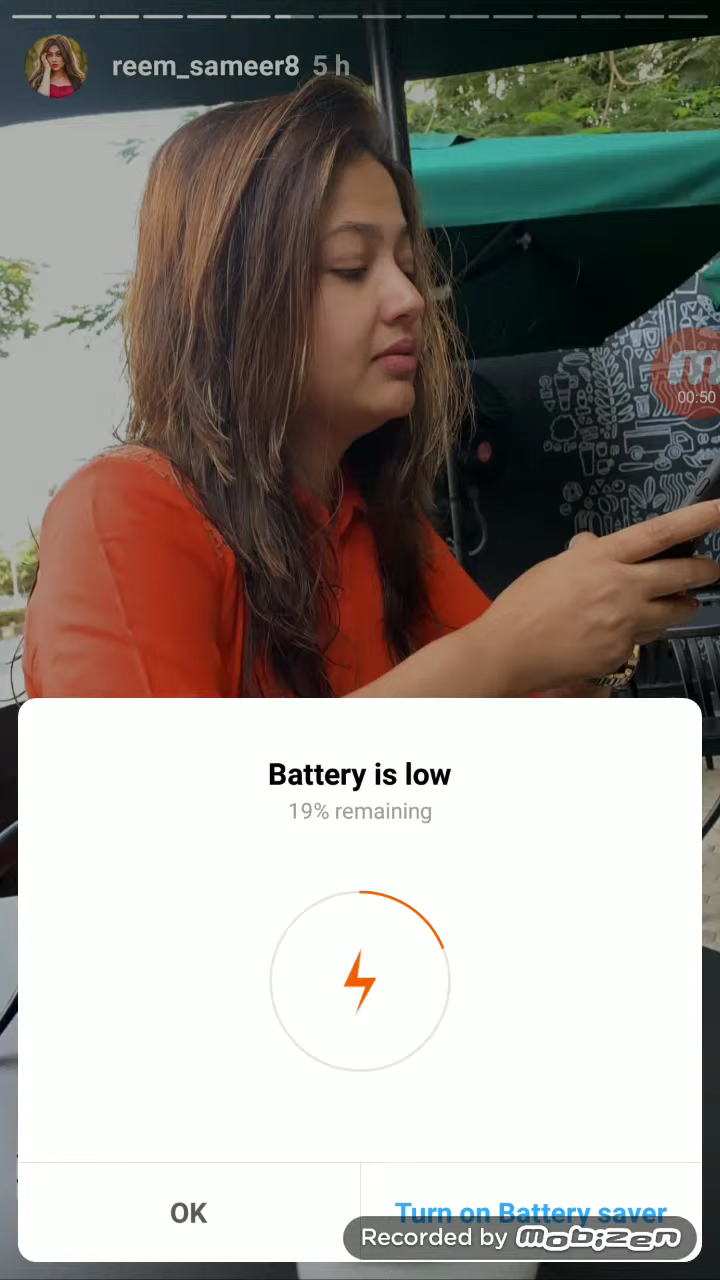 reem_sameer8 5 h
00:50
Battery is low
19% remaining
OK
Turn on Battery saver
Recorded by mobizen